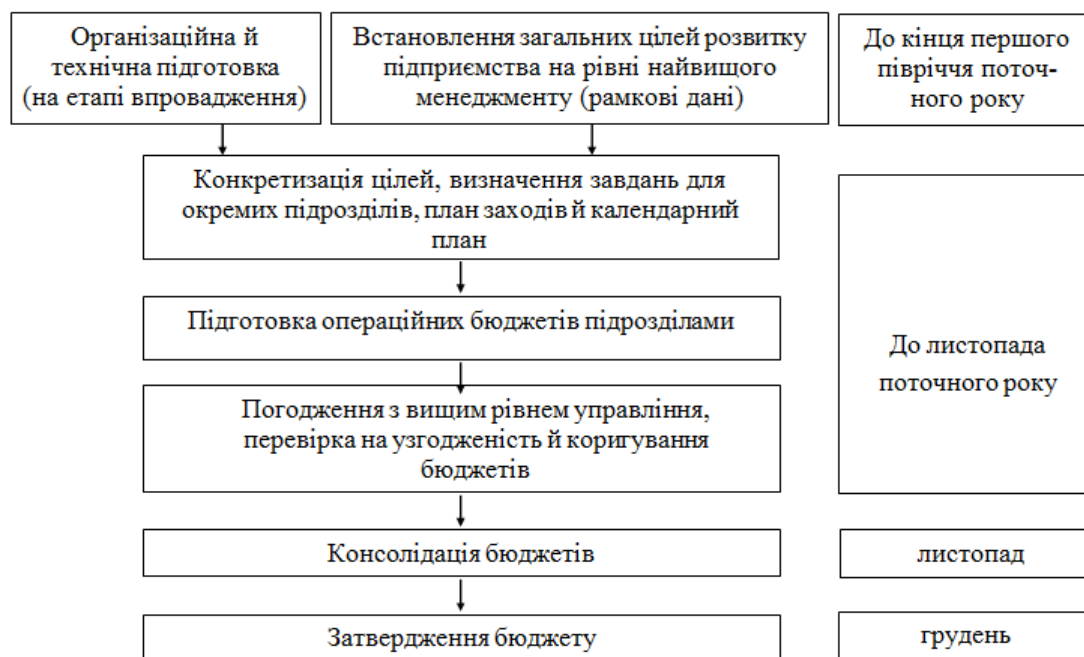 Організаційна й
технічна підготовка
(на етапі впровадження)
Встановлення загальних цілей розвитку
підприємства на рівні найвищого
менеджменту (рамкові дані)
До кінця першого
півріччя поточ-
ного року
Конкретизація цілей, визначення завдань для
окремих підрозділів, план заходів й календарний
план
Підготовка операційних бюджетів підрозділами
Погодження з вищим рівнем управління,
перевірка на узгодженість й коригування
бюджетів
До листопада
поточного року
Консолідація бюджетів
листопад
Затвердження бюджету
грудень